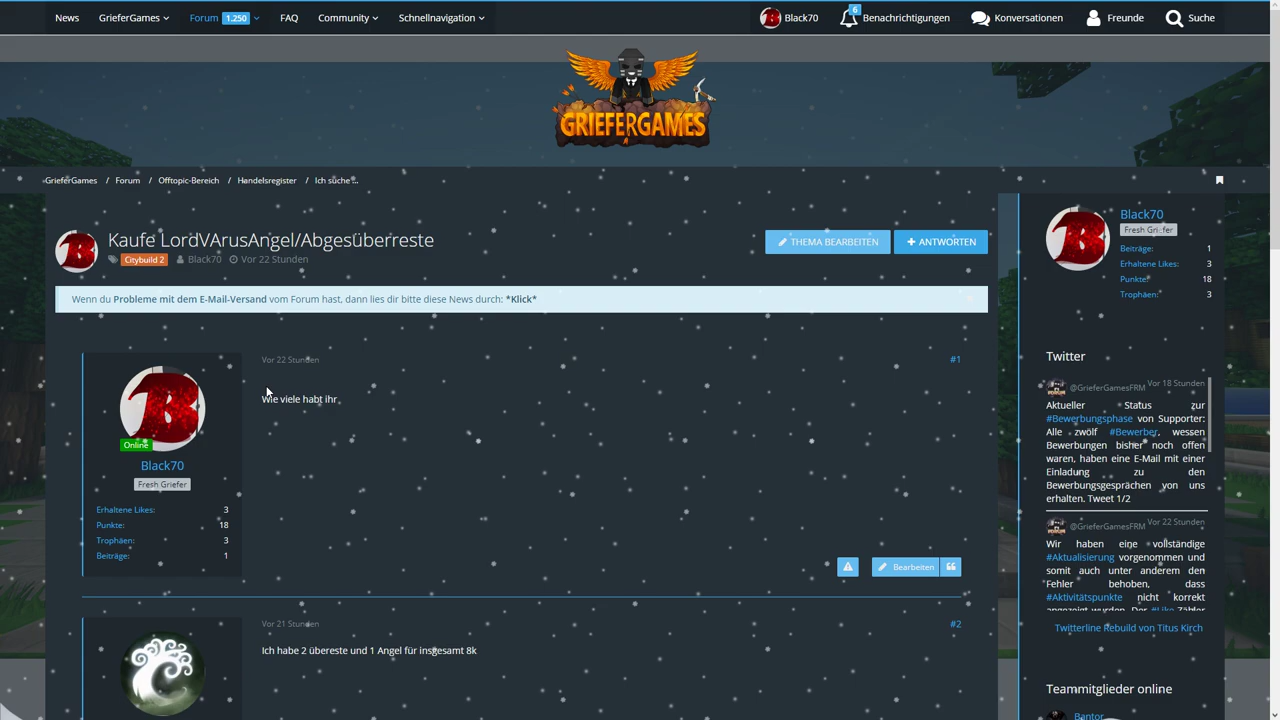 News GrieferGames Forum 1.250 FAQ Community Schnellnavigation Black70 6 Benachrichtigungen Konversationen Freunde Suche
GRIEFERGAMES
GrieferGames / Forum / Offtopic-Bereich / Handelsregister / Ich suche ...
Kaufe LordVArusAngel/Abgesüberreste
Citybuild 2 Black70 Vor 22 Stunden
THEMA BEARBEITEN
ANTWORTEN
Wenn du Probleme mit dem E-Mail-Versand vom Forum hast, dann lies dir bitte diese News durch: *Klick*
Vor 22 Stunden
#1
Wie viele habt ihr
Online
Black70
Fresh Griefer
Erhaltene Likes: 3
Punkte: 18
Trophäen: 3
Beiträge: 1
Bearbeiten
Vor 21 Stunden
#2
Ich habe 2 übereste und 1 Angel für insgesamt 8k
Black70
Fresh Griefer
Beiträge: 1
Erhaltene Likes: 3
Punkte: 18
Trophäen: 3
Twitter
@GrieferGamesFRM Vor 18 Stunden
Aktueller Status zur
#Bewerbungsphase von Supporter:
Alle zwölf #Bewerber, wessen
Bewerbungen bisher noch offen
waren, haben eine E-Mail mit einer
Einladung zu den
Bewerbungsgesprächen von uns
erhalten. Tweet 1/2
@GrieferGamesFRM Vor 22 Stunden
Wir haben eine vollständige
#Aktualisierung vorgenommen und
somit auch unter anderem den
Fehler behoben, dass
#Aktivitätspunkte nicht korrekt
angezeigt wurden. Der #Like-Zähler
Twitterline Rebuild von Titus Kirch
Teammitglieder online
Bantor